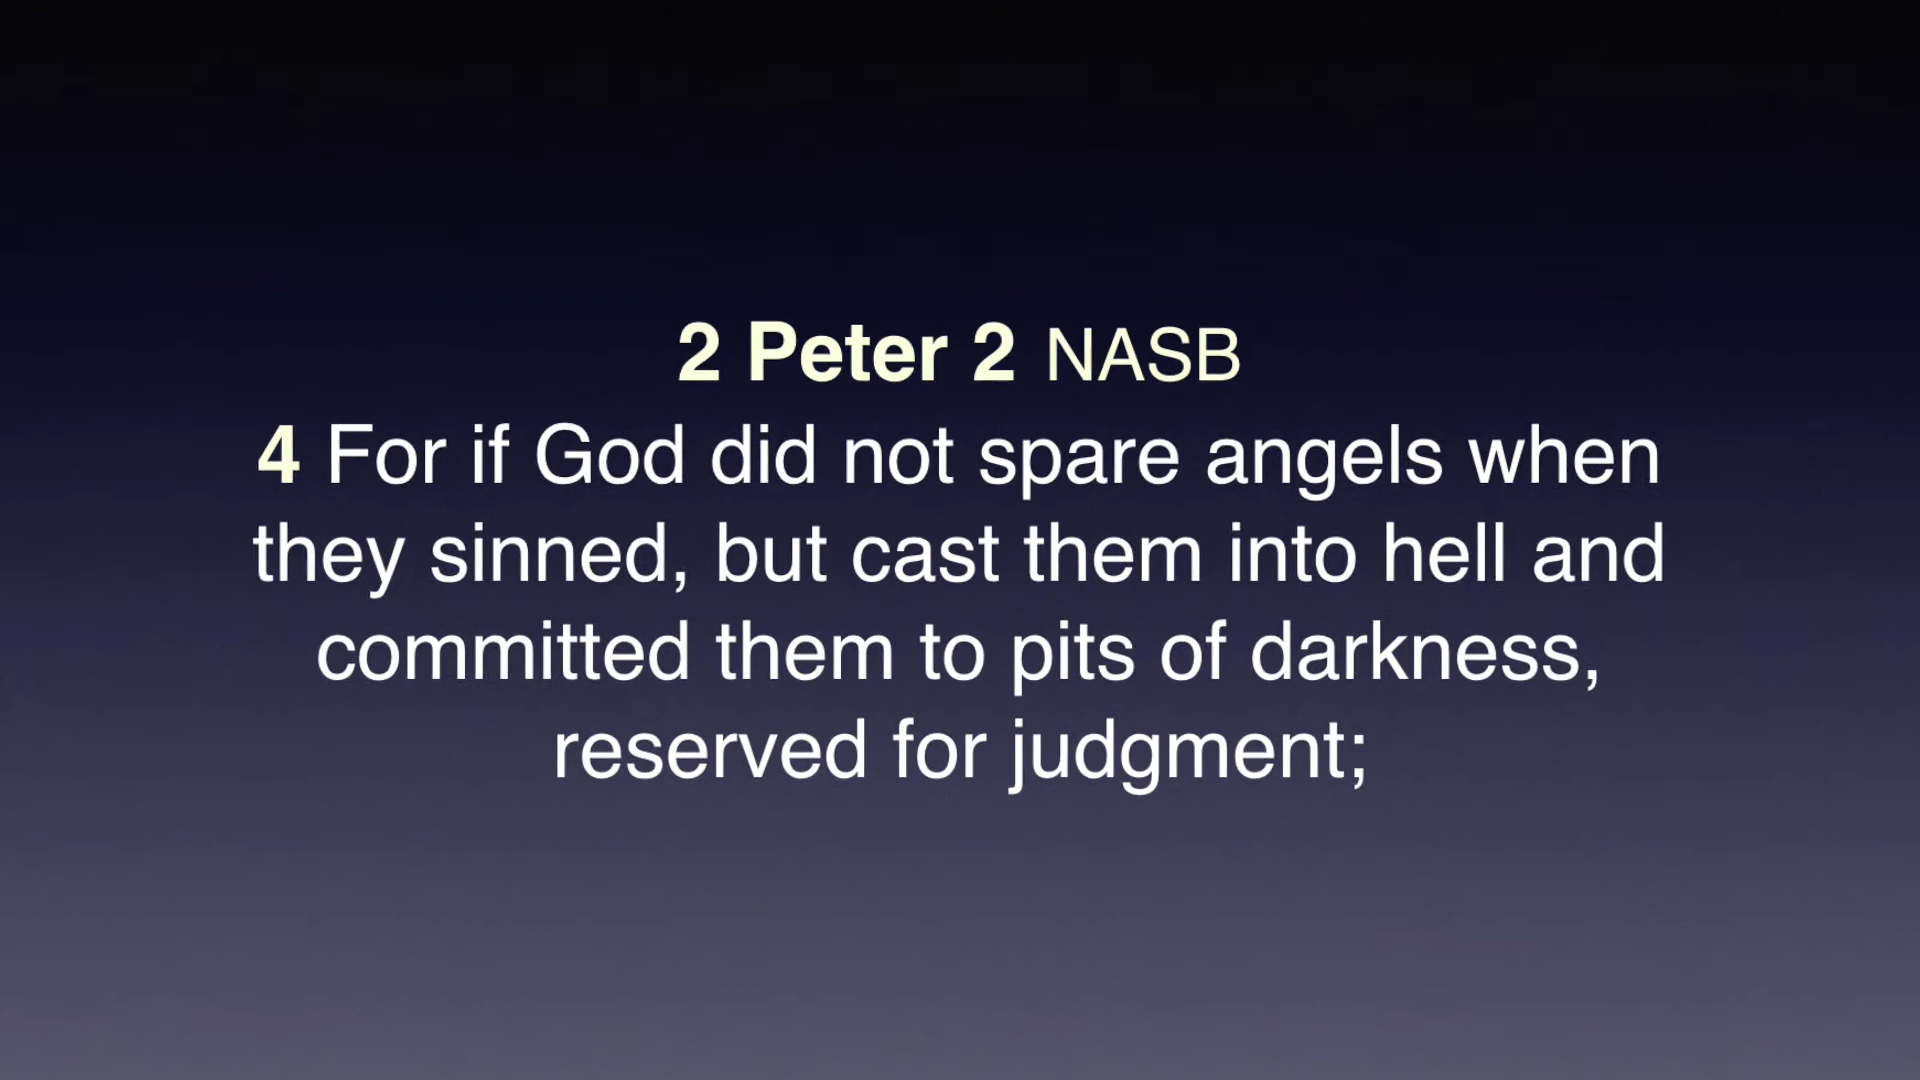 2 Peter 2 NASB
4 For if God did not spare angels when
they sinned, but cast them into hell and
committed them to pits of darkness,
reserved for judgment;